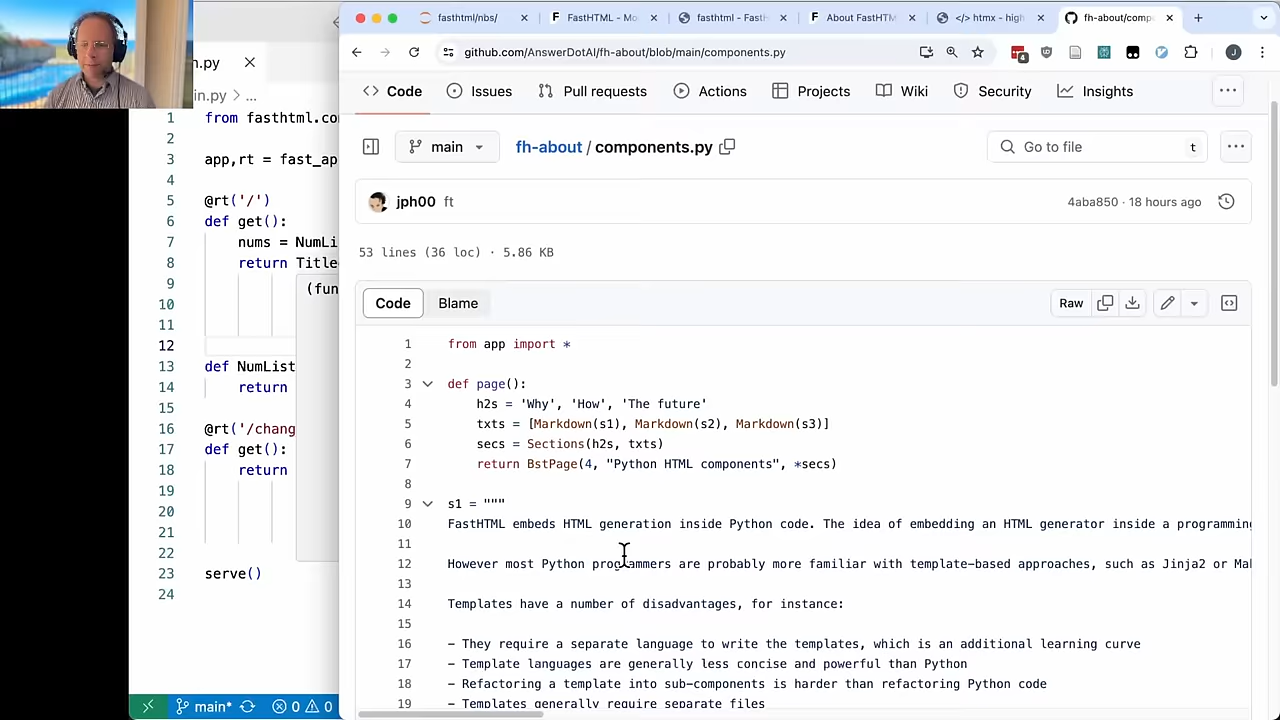 fasthtml/nbs/
FastHTML - Mo
fasthtml - FastH
About FastHTM
</> htmx - high
fh-about/comp
github.com/AnswerDotAI/fh-about/blob/main/components.py
4
J
Code
Issues
Pull requests
Actions
Projects
Wiki
Security
Insights
main
fh-about / components.py
Go to file
t
jph00 ft
4aba850 · 18 hours ago
53 lines (36 loc) · 5.86 KB
Code
Blame
Raw
1 from app import *
2
3 def page():
4 h2s = 'Why', 'How', 'The future'
5 txts = [Markdown(s1), Markdown(s2), Markdown(s3)]
6 secs = Sections(h2s, txts)
7 return BstPage(4, "Python HTML components", *secs)
8
9 s1 = """
10 FastHTML embeds HTML generation inside Python code. The idea of embedding an HTML generator inside a programming
11
12 However most Python programmers are probably more familiar with template-based approaches, such as Jinja2 or Mak
13
14 Templates have a number of disadvantages, for instance:
15
16 - They require a separate language to write the templates, which is an additional learning curve
17 - Template languages are generally less concise and powerful than Python
18 - Refactoring a template into sub-components is harder than refactoring Python code
19 - Templates generally require separate files
n.py
in.py > ...
1 from fasthtml.co
2
3 app,rt = fast_ap
4
5 @rt('/')
6 def get():
7 nums = NumLi
8 return Title
9
10
11
12
13 def NumList
14 return
15
16 @rt('/chang
17 def get():
18 return
19
20
21
22
23 serve()
24
(fun
main*
0
0